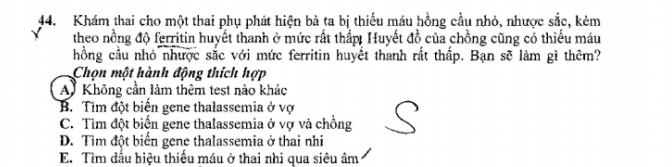 44. Khám thai cho một thai phụ phát hiện bà ta bị thiếu máu hồng cầu nhỏ, nhược sắc, kèm
theo nồng độ ferritin huyết thanh ở mức rất thấp; Huyết đồ của chồng cũng có thiếu máu
hồng cầu nhỏ nhược sắc với mức ferritin huyết thanh rất thấp. Bạn sẽ làm gì thêm?
Chọn một hành động thích hợp
A. Không cần làm thêm test nào khác
B. Tìm đột biến gene thalassemia ở vợ
C. Tìm đột biến gene thalassemia ở vợ và chồng
D. Tìm đột biến gene thalassemia ở thai nhi
E. Tìm dấu hiệu thiếu máu ở thai nhi qua siêu âm
S